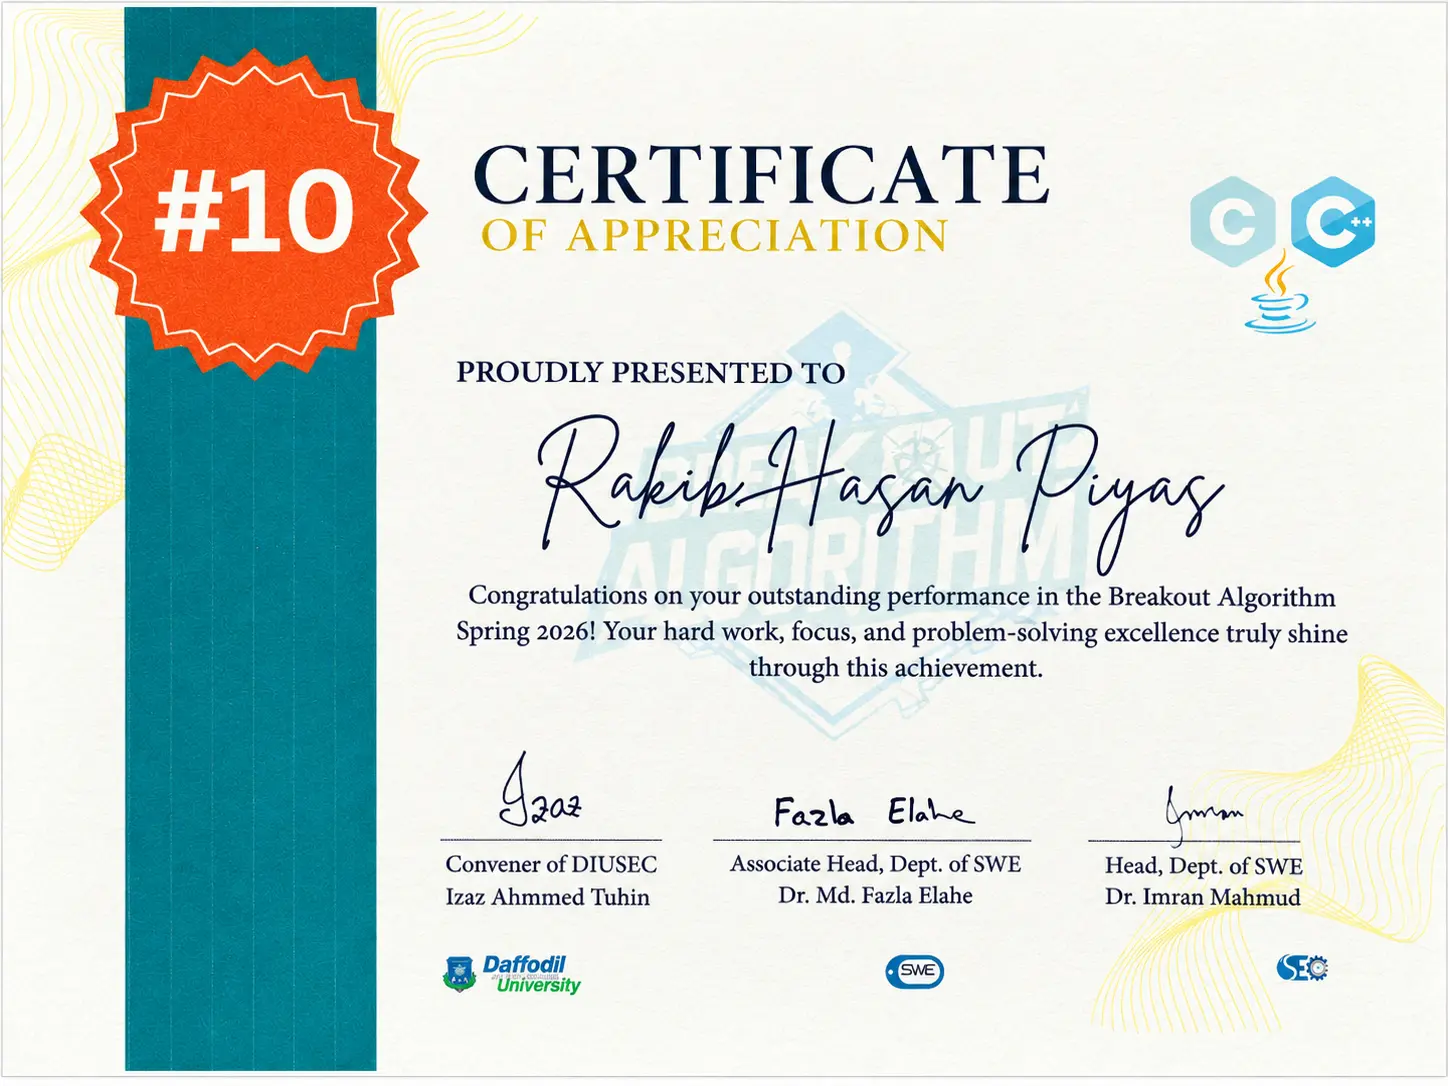 #10
CERTIFICATE
OF APPRECIATION
C
C++
PROUDLY PRESENTED TO
BREAKOUT
ALGORITHM
Rakib Hasan Piyas
Congratulations on your outstanding performance in the Breakout Algorithm
Spring 2026! Your hard work, focus, and problem-solving excellence truly shine
through this achievement.
Izaz
Fazla Elahe
Imran
Convener of DIUSEC
Izaz Ahmmed Tuhin
Associate Head, Dept. of SWE
Dr. Md. Fazla Elahe
Head, Dept. of SWE
Dr. Imran Mahmud
Daffodil
University
SWE